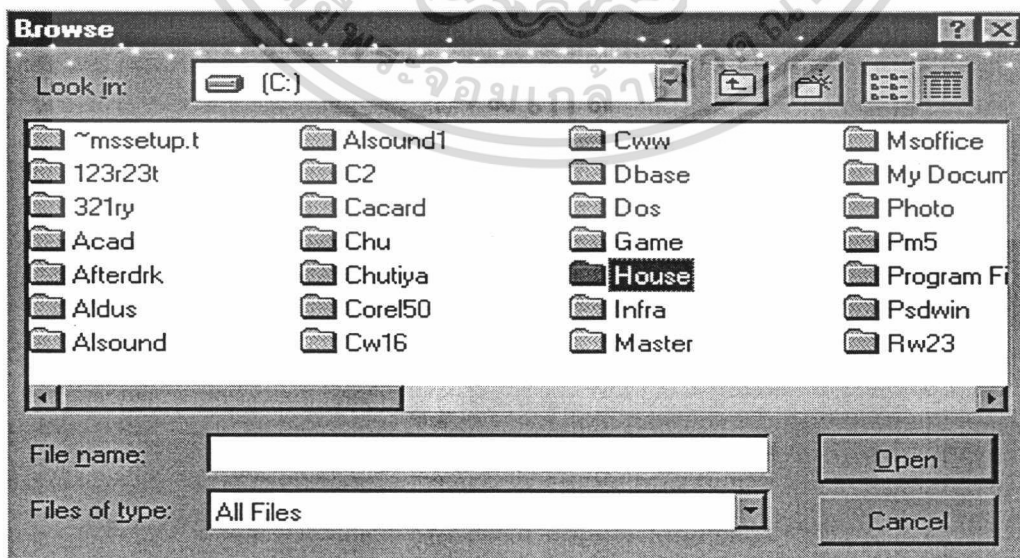 Browse
Look in: (C:)
~mssetup.t Alsound1 Cww Msoffice
123r23t C2 Dbase My Docum
321ry Cacard Dos Photo
Acad Chu Game Pm5
Afterdrk Chutiya House Program Fi
Aldus Corel50 Infra Psdwin
Alsound Cw16 Master Rw23
File name: Open
Files of type: All Files Cancel